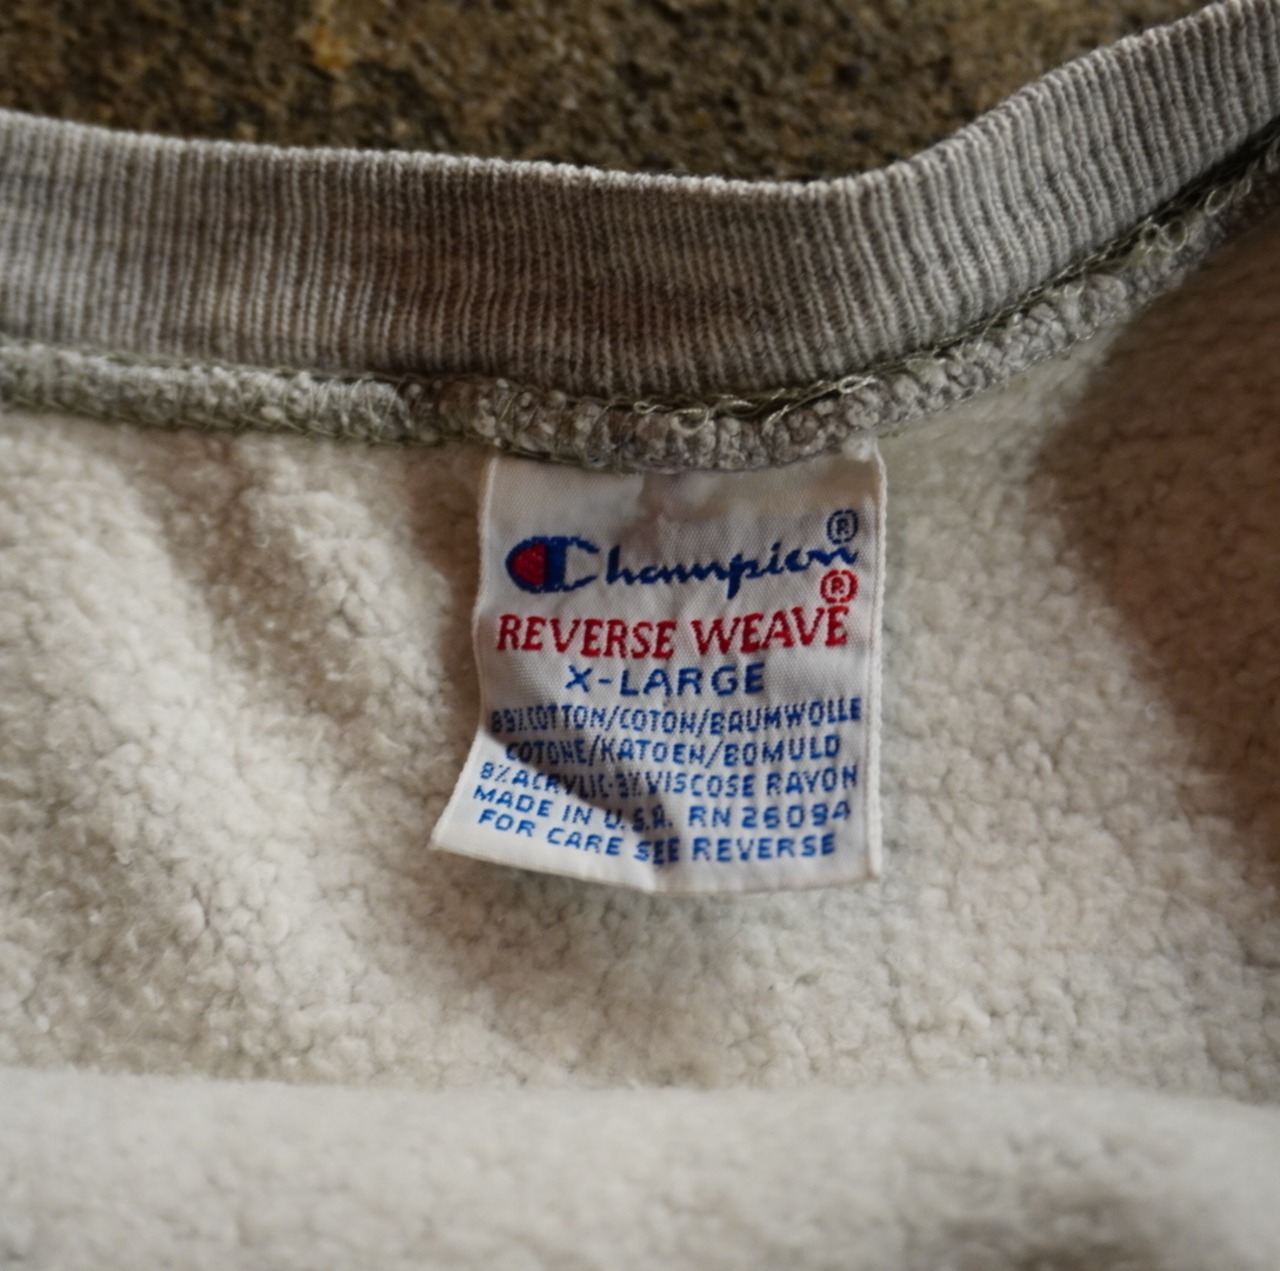 Champion®
REVERSE WEAVE®
X-LARGE
89% COTTON/COTON/BAUMWOLLE
COTONE/KATOEN/BOMULD
8% ACRYLIC·3% VISCOSE RAYON
MADE IN U.S.A. RN 26094
FOR CARE SEE REVERSE